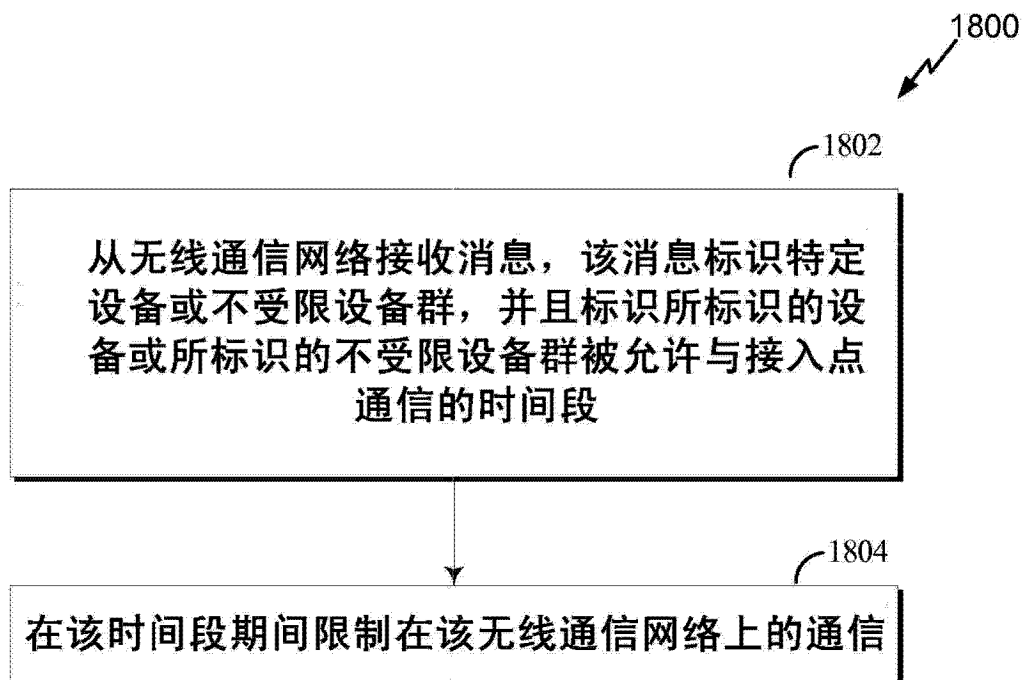 1800
1802
从无线通信网络接收消息，该消息标识特定
设备或不受限设备群，并且标识所标识的设
备或所标识的不受限设备群被允许与接入点
通信的时间段
1804
在该时间段期间限制在该无线通信网络上的通信